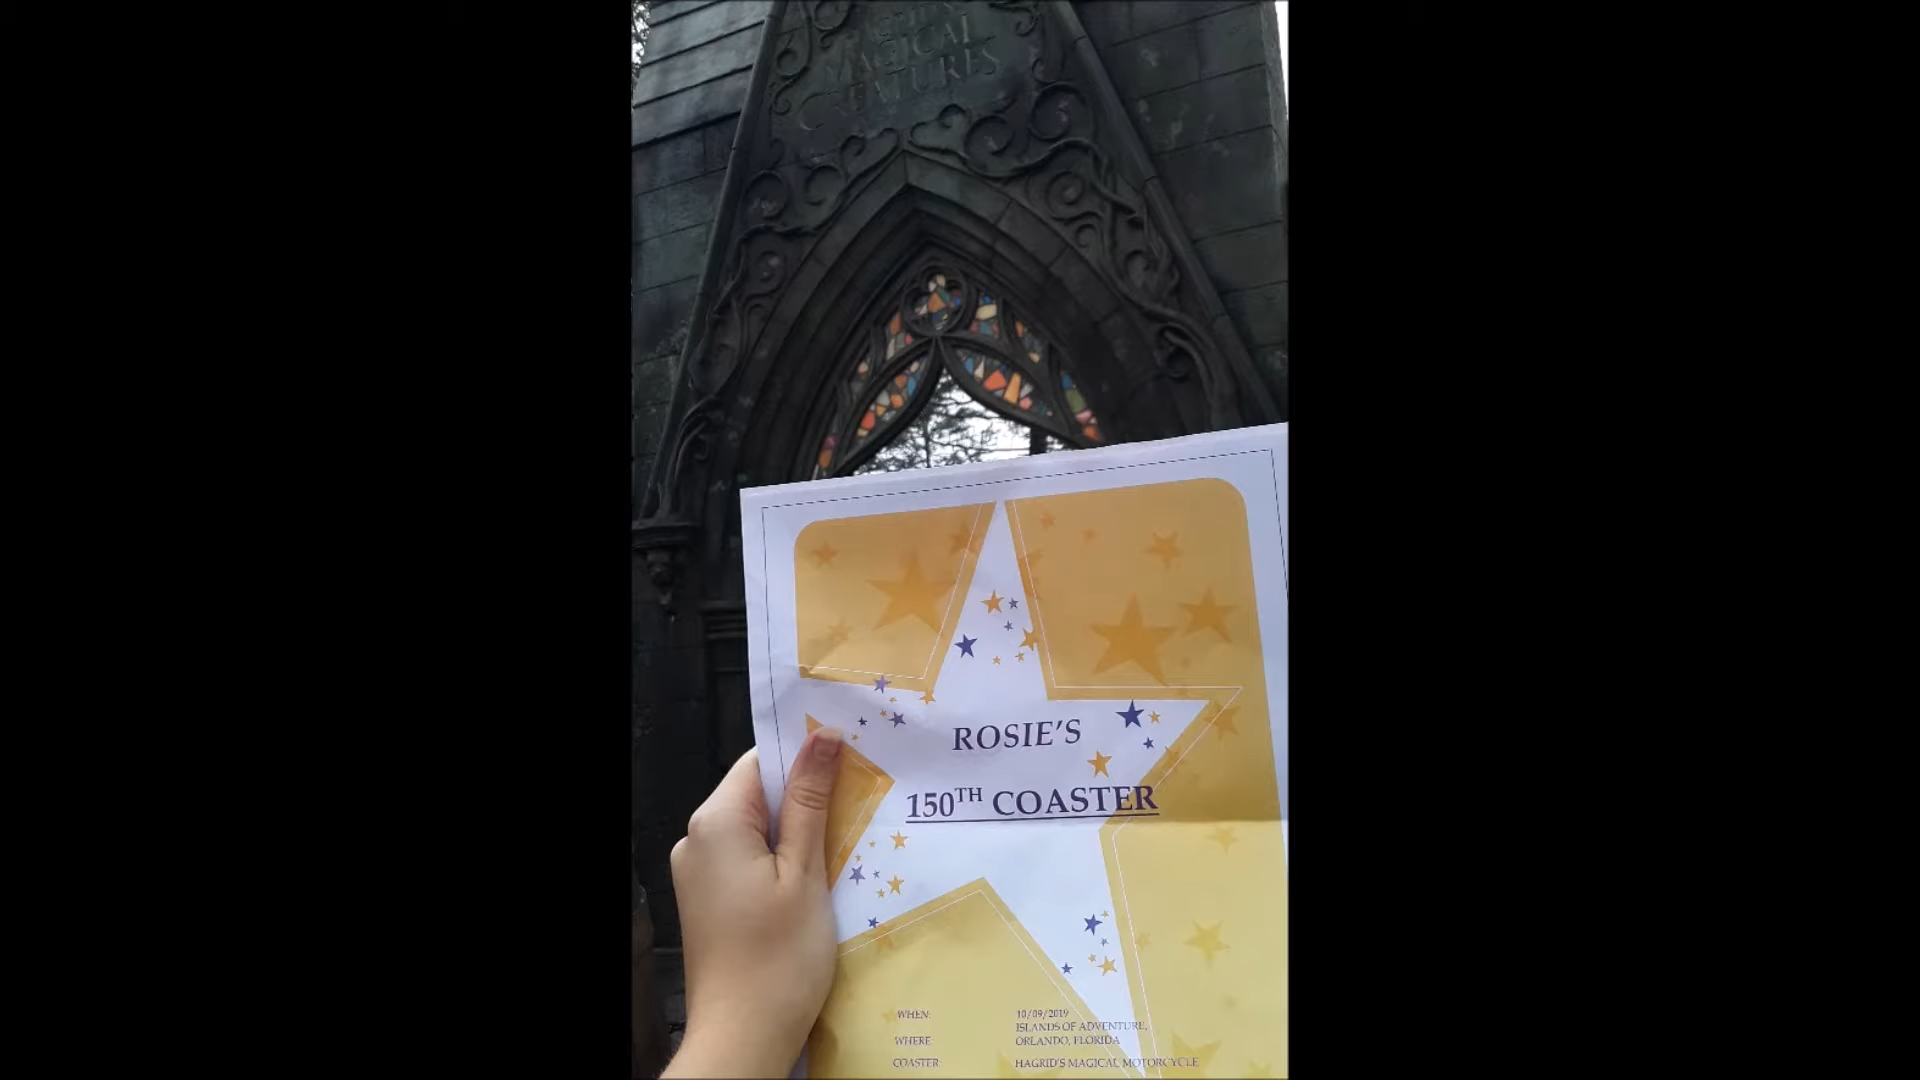 MAGICAL
CREATURES
ROSIE'S
150TH COASTER
WHEN: 10/09/2019
ISLANDS OF ADVENTURE,
WHERE: ORLANDO, FLORIDA
COASTER: HAGRID'S MAGICAL MOTORCYCLE